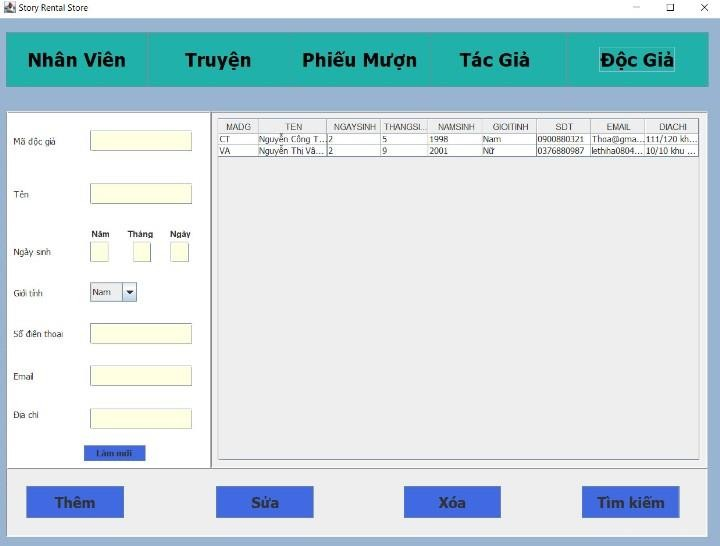 Story Rental Store
Nhân Viên Truyện Phiếu Mượn Tác Giả Độc Giả
Mã độc giả
Tên
Năm Tháng Ngày
Ngày sinh
Giới tính Nam
Số điện thoại
Email
Địa chỉ
Làm mới
MADG TEN NGAYSINH THANGSI... NAMSINH GIOITINH SDT EMAIL DIACHI
CT Nguyễn Công T... 2 5 1998 Nam 0900880321 Thoa@gma... 111/120 kh...
VA Nguyễn Thị Vâ... 2 9 2001 Nữ 0376880987 lethiha0804... 10/10 khu ...
Thêm Sửa Xóa Tìm kiếm